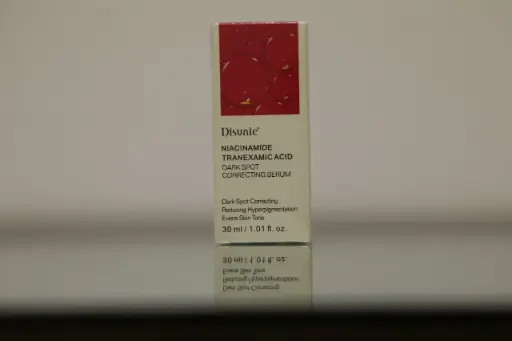 Disunie
NIACINAMIDE
TRANEXAMIC ACID
DARK SPOT
CORRECTING SERUM
Dark Spot Correcting
Reducing Hyperpigmentation
Evens Skin Tone
30 ml / 1.01 fl. oz.